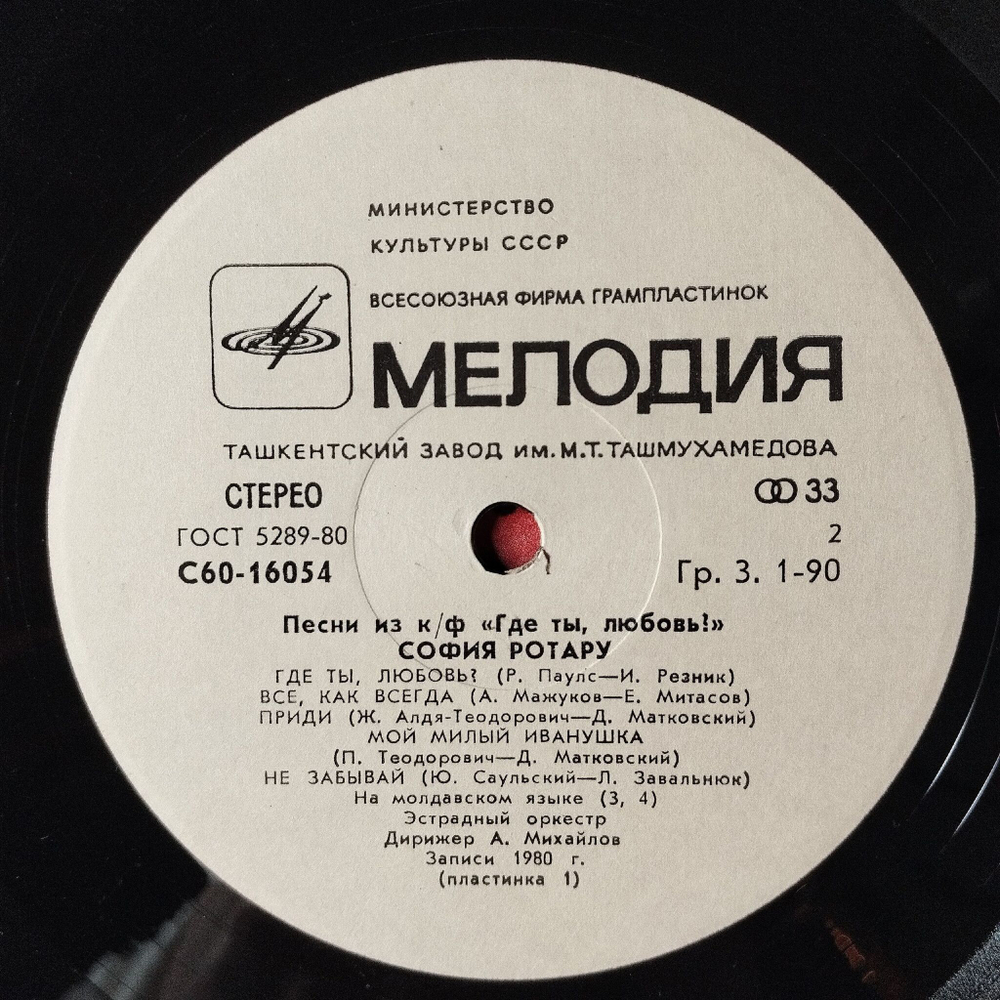 МИНИСТЕРСТВО
КУЛЬТУРЫ СССР
ВСЕСОЮЗНАЯ ФИРМА ГРАМПЛАСТИНОК
МЕЛОДИЯ
ТАШКЕНТСКИЙ ЗАВОД им. М.Т. ТАШМУХАМЕДОВА
СТЕРЕО 33
ГОСТ 5289-80 2
С60-16054 Гр. 3. 1-90
Песни из к/ф «Где ты, любовь?»
СОФИЯ РОТАРУ
ГДЕ ТЫ, ЛЮБОВЬ? (Р. Паулс—И. Резник)
ВСЕ, КАК ВСЕГДА (А. Мажуков—Е. Митасов)
ПРИДИ (Ж. Алдя-Теодорович—Д. Матковский)
МОЙ МИЛЫЙ ИВАНУШКА
(П. Теодорович—Д. Матковский)
НЕ ЗАБЫВАЙ (Ю. Саульский—Л. Завальнюк)
На молдавском языке (3, 4)
Эстрадный оркестр
Дирижер А. Михайлов
Записи 1980 г.
(пластинка 1)